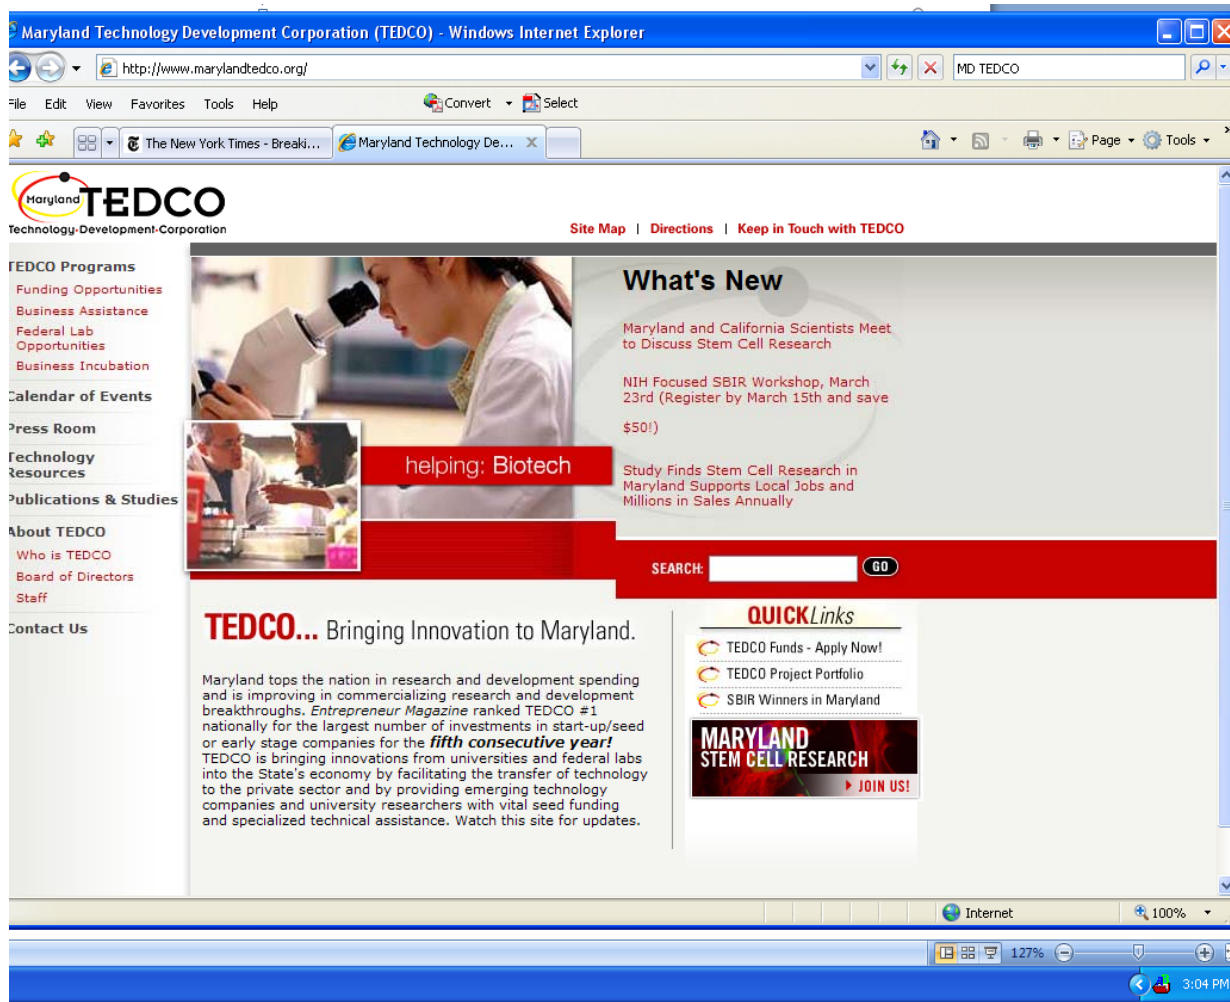 Maryland Technology Development Corporation (TEDCO) - Windows Internet Explorer
http://www.marylandtedco.org/
MD TEDCO
File Edit View Favorites Tools Help
Convert Select
The New York Times - Breaki...
Maryland Technology De... X
Page Tools
Maryland TEDCO
Technology·Development·Corporation
Site Map | Directions | Keep in Touch with TEDCO
TEDCO Programs
Funding Opportunities
Business Assistance
Federal Lab
Opportunities
Business Incubation
Calendar of Events
Press Room
Technology
Resources
Publications & Studies
About TEDCO
Who is TEDCO
Board of Directors
Staff
Contact Us
helping: Biotech
What's New
Maryland and California Scientists Meet
to Discuss Stem Cell Research
NIH Focused SBIR Workshop, March
23rd (Register by March 15th and save
$50!)
Study Finds Stem Cell Research in
Maryland Supports Local Jobs and
Millions in Sales Annually
SEARCH: GO
TEDCO... Bringing Innovation to Maryland.
Maryland tops the nation in research and development spending
and is improving in commercializing research and development
breakthroughs. Entrepreneur Magazine ranked TEDCO #1
nationally for the largest number of investments in start-up/seed
or early stage companies for the fifth consecutive year!
TEDCO is bringing innovations from universities and federal labs
into the State's economy by facilitating the transfer of technology
to the private sector and by providing emerging technology
companies and university researchers with vital seed funding
and specialized technical assistance. Watch this site for updates.
QUICKLinks
TEDCO Funds - Apply Now!
TEDCO Project Portfolio
SBIR Winners in Maryland
MARYLAND
STEM CELL RESEARCH
JOIN US!
Internet
100%
127%
3:04 PM